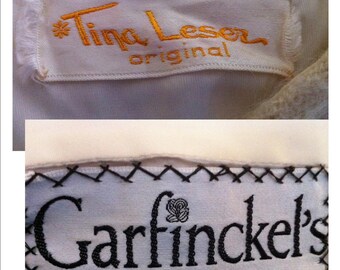 *Tina Leser
original
Garfinckel's